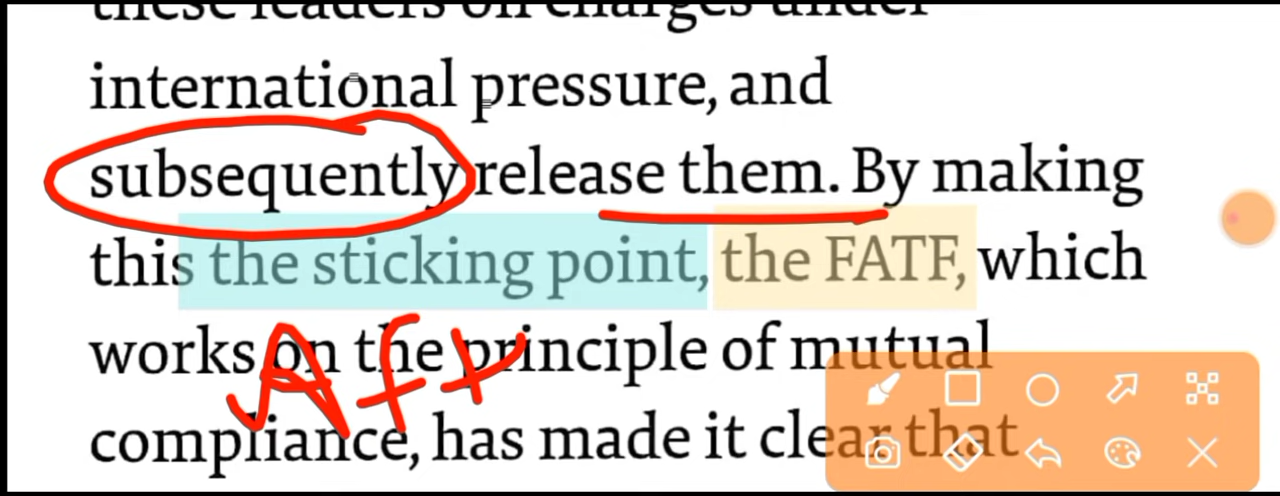 these leaders on charges under
international pressure, and
subsequently release them. By making
this the sticking point, the FATF, which
works on the principle of mutual
Aft
compliance, has made it clear that